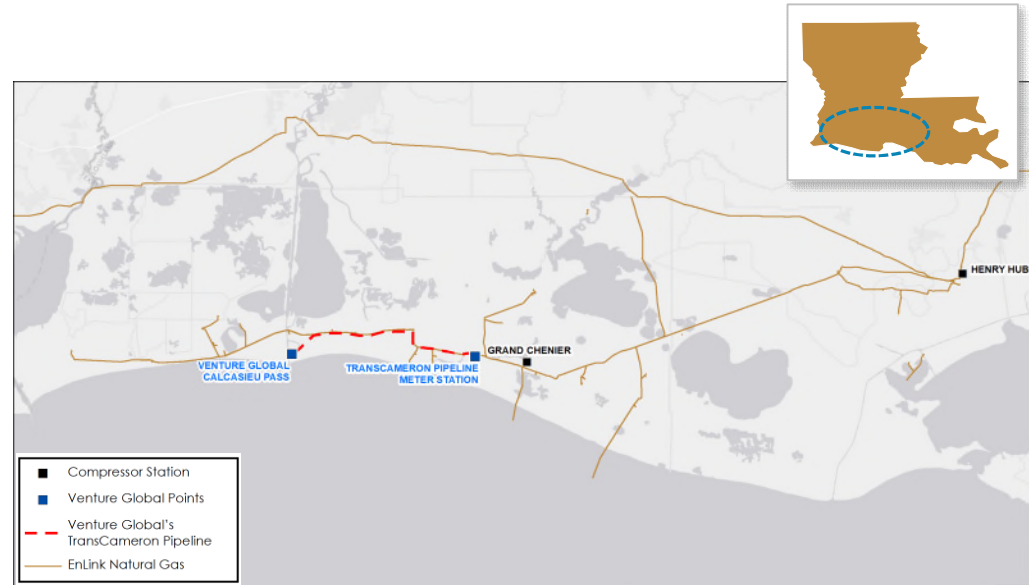 HENRY HUB
GRAND CHENIER
VENTURE GLOBAL
CALCASIEU PASS
TRANSCAMERON PIPELINE
METER STATION
Compressor Station
Venture Global Points
Venture Global's
TransCameron Pipeline
EnLink Natural Gas